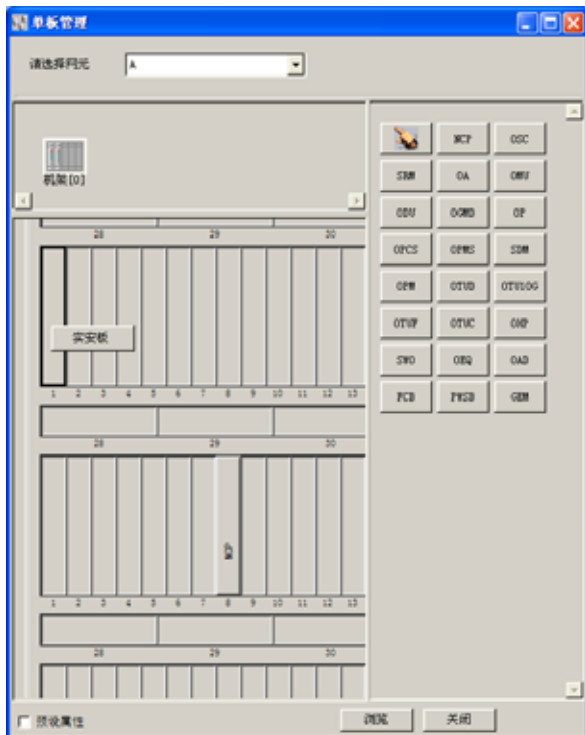 单板管理
请选择网元 A
机架[0]
NCP OSC
SRM OA OMU
ODU OGMD OP
OPCS OPMS SDM
OPM OTUD OTU10G
OTUF OTUC OHP
SWO OEQ OAD
FCB PWSB GEM
28 29 30
实安板
1 2 3 4 5 6 7 8 9 10 11 12 13
28 29 30
NCP
1 2 3 4 5 6 7 8 9 10 11 12 13
28 29 30
预设属性 浏览 关闭